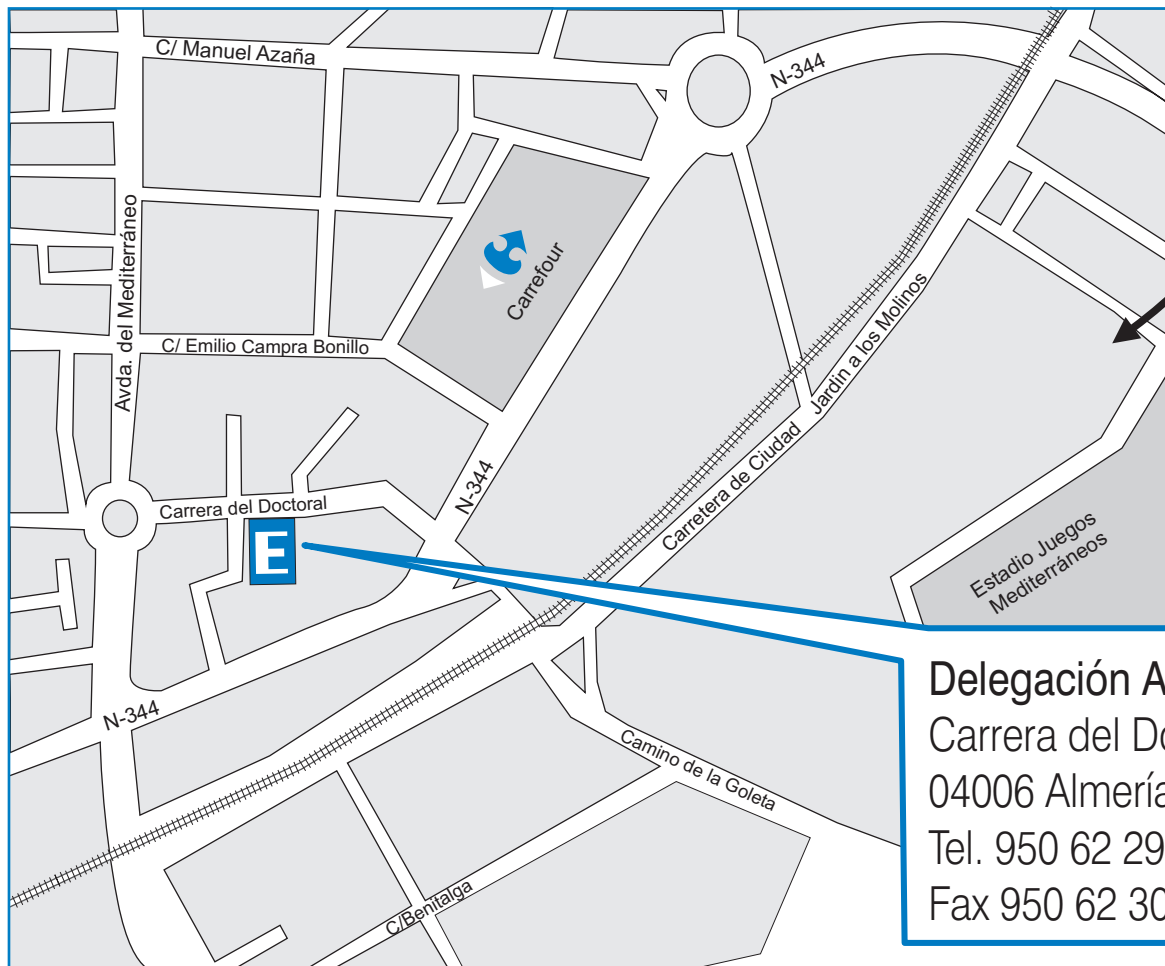 C/ Manuel Azaña
N-344
Avda. del Mediterráneo
Carrefour
Jardin a los Molinos
C/ Emilio Campra Bonillo
Carretera de Ciudad
N-344
Carrera del Doctoral
E
Estadio Juegos
Mediterráneos
N-344
Camino de la Goleta
C/Benitalga
Delegación A
Carrera del Do
04006 Almería
Tel. 950 62 29
Fax 950 62 30